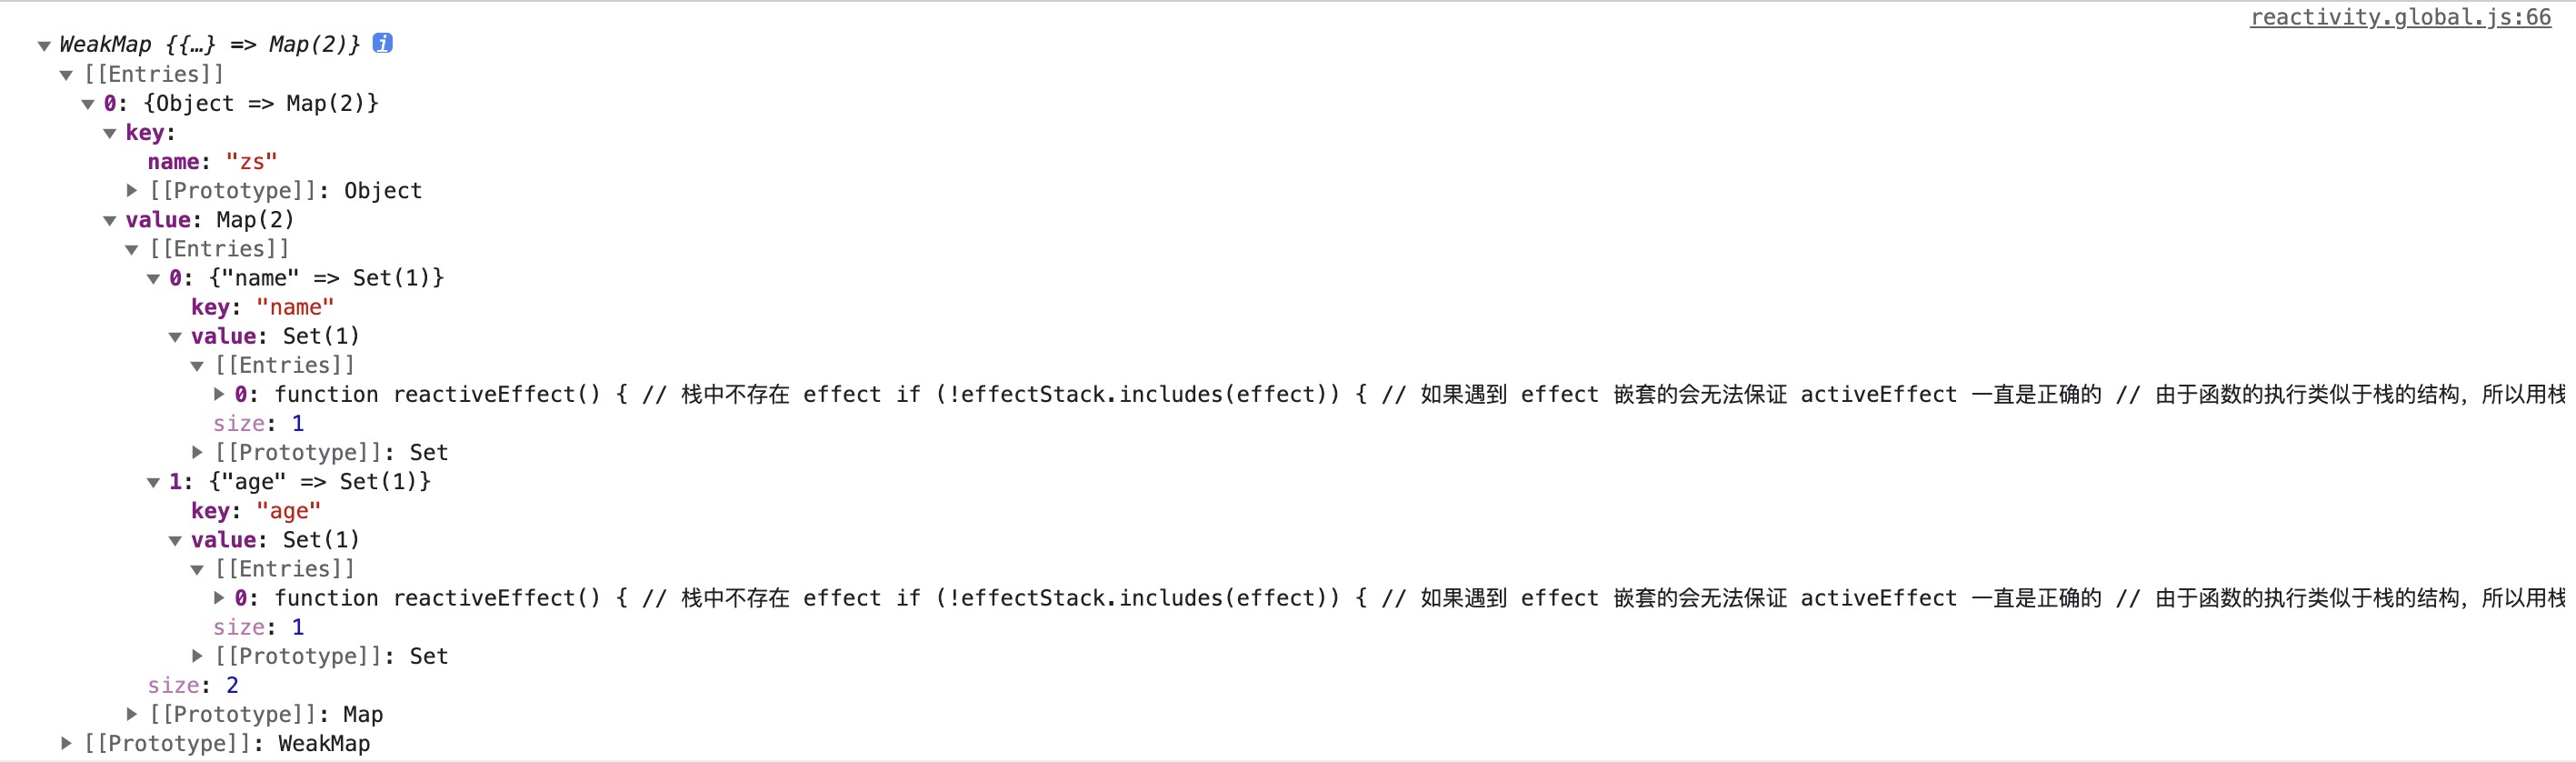 reactivity.global.js:66
WeakMap {{…} => Map(2)} i
[[Entries]]
0: {Object => Map(2)}
key:
name: "zs"
[[Prototype]]: Object
value: Map(2)
[[Entries]]
0: {"name" => Set(1)}
key: "name"
value: Set(1)
[[Entries]]
0: function reactiveEffect() { // 栈中不存在 effect if (!effectStack.includes(effect)) { // 如果遇到 effect 嵌套的会无法保证 activeEffect 一直是正确的 // 由于函数的执行类似于栈的结构，所以用栈
size: 1
[[Prototype]]: Set
1: {"age" => Set(1)}
key: "age"
value: Set(1)
[[Entries]]
0: function reactiveEffect() { // 栈中不存在 effect if (!effectStack.includes(effect)) { // 如果遇到 effect 嵌套的会无法保证 activeEffect 一直是正确的 // 由于函数的执行类似于栈的结构，所以用栈
size: 1
[[Prototype]]: Set
size: 2
[[Prototype]]: Map
[[Prototype]]: WeakMap